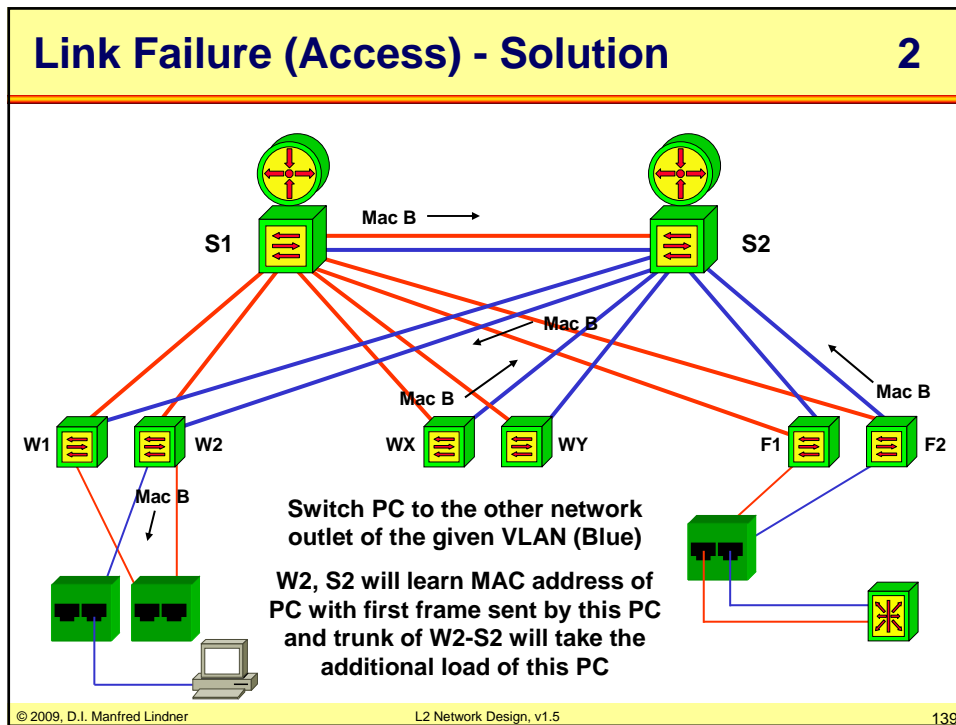 Link Failure (Access) - Solution 2
Mac B
S1
S2
Mac B
Mac B
Mac B
W1
W2
WX
WY
F1
F2
Mac B
Switch PC to the other network
outlet of the given VLAN (Blue)
W2, S2 will learn MAC address of
PC with first frame sent by this PC
and trunk of W2-S2 will take the
additional load of this PC
© 2009, D.I. Manfred Lindner
L2 Network Design, v1.5
139